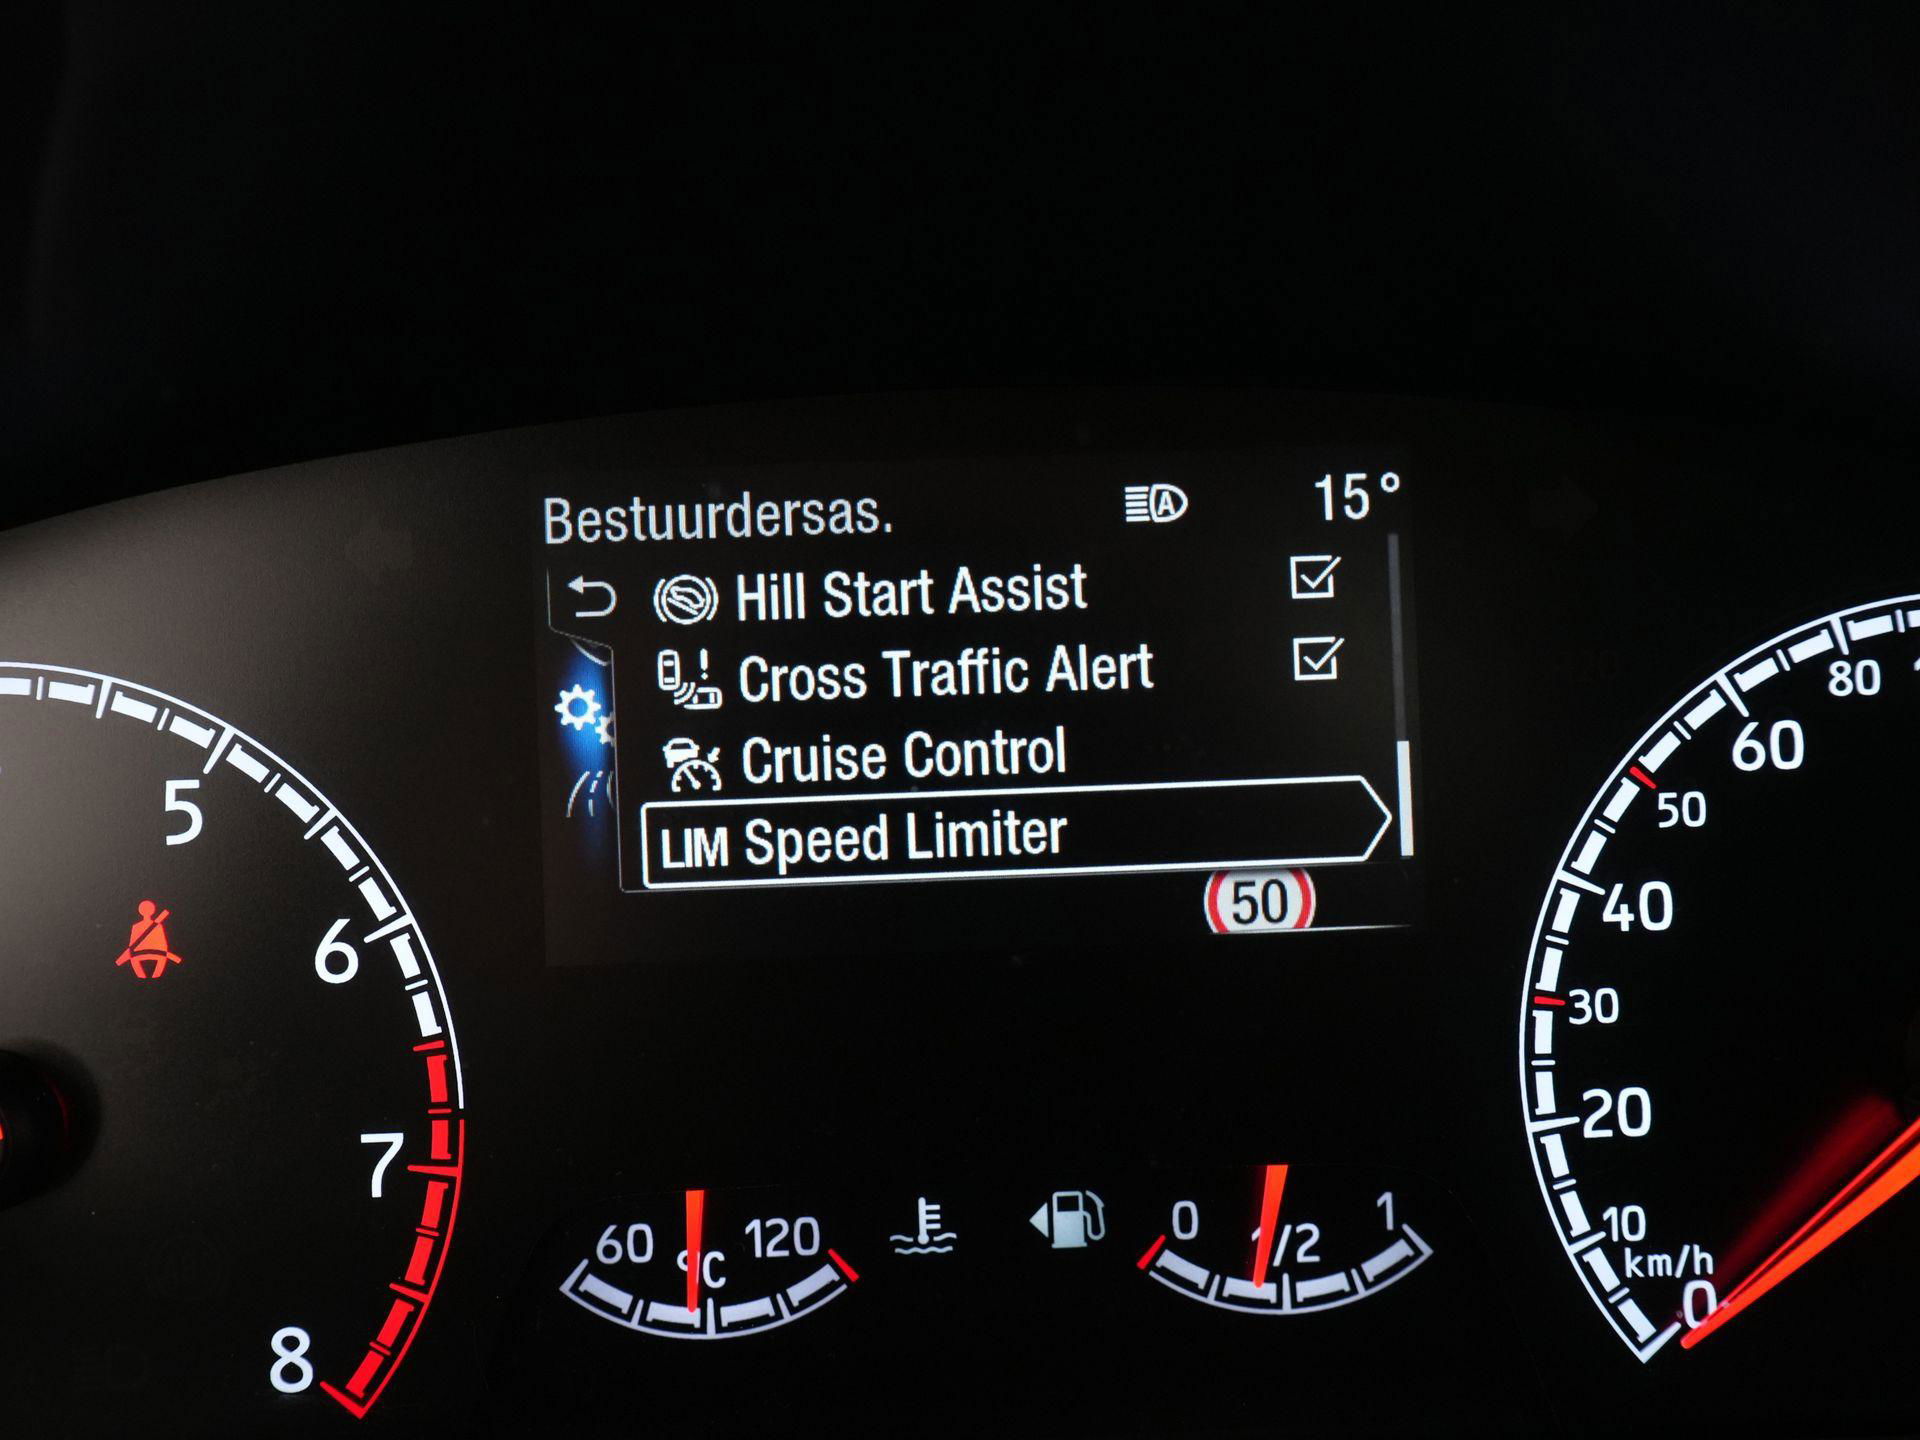 Bestuurdersas.
A
15°
Hill Start Assist
Cross Traffic Alert
Cruise Control
LIM Speed Limiter
50
5
6
7
8
60
°C
120
0
1/2
1
80
60
50
40
30
20
10
km/h
0